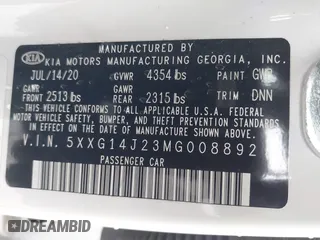 MANUFACTURED BY
KIA KIA MOTORS MANUFACTURING GEORGIA, INC.
JUL/14/20 GVWR 4354 lbs PAINT GWP
GAWR GAWR
FRONT 2513 lbs REAR 2315 lbs TRIM DNN
THIS VEHICLE CONFORMS TO ALL APPLICABLE
FEDERAL MOTOR VEHICLE SAFETY, BUMPER, AND
THEFT PREVENTION STANDARDS IN EFFECT ON
THE DATE OF MANUFACTURE SHOWN ABOVE.
V.I.N. 5XXG14J23MG008892
PASSENGER CAR
DEALERSHIP.CC